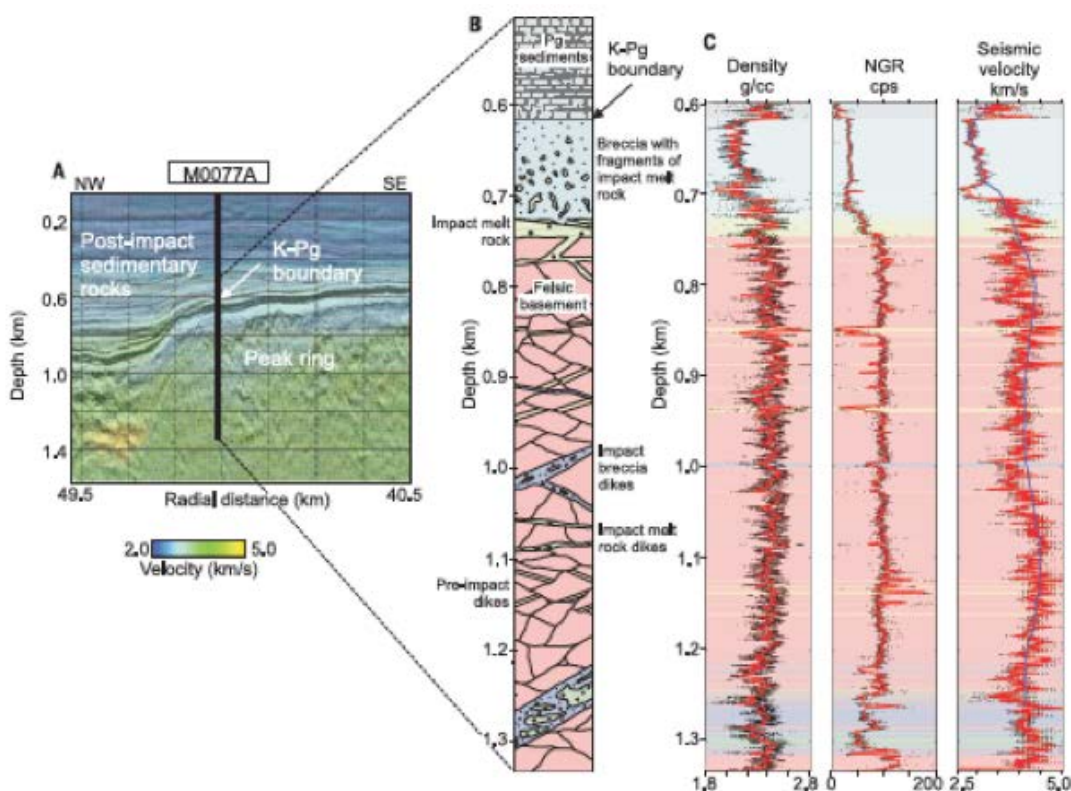 A
NW
M0077A
SE
0.2
0.6
1.0
1.4
Depth (km)
Post-impact
sedimentary
rocks
K-Pg
boundary
Peak ring
49.5
Radial distance (km)
40.5
2.0
5.0
Velocity (km/s)
B
Pg
sediments
K-Pg
boundary
0.6
Breccia with
fragments of
impact melt
rock
0.7
Impact melt
rock
0.8
Felsic
basement
Depth (km)
0.9
1.0
Impact
breccia
dikes
Impact melt
rock dikes
1.1
Pre-impact
dikes
1.2
1.3
C
Density
g/cc
NGR
cps
Seismic
velocity
km/s
0.6
0.7
0.8
Depth (km)
0.9
1.0
1.1
1.2
1.3
1.8
2.8
0
200
2.5
5.0